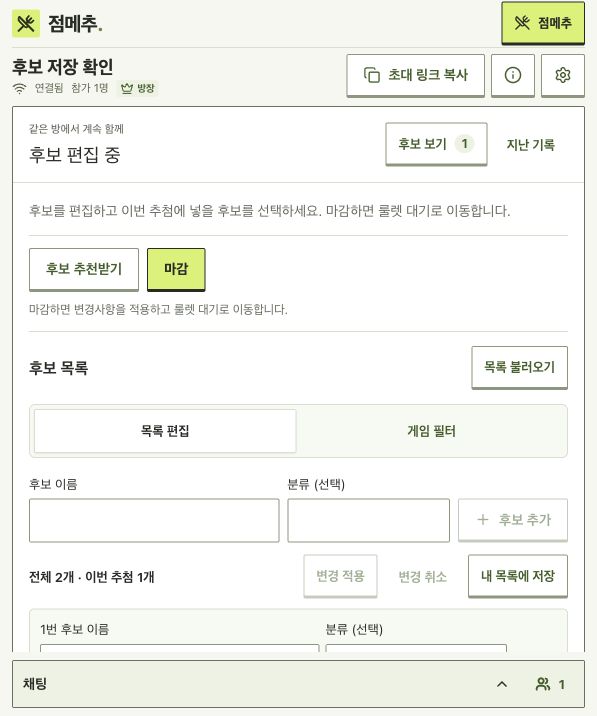 점메추.
점메추
후보 저장 확인
연결됨 참가 1명 방장
초대 링크 복사
같은 방에서 계속 함께
후보 편집 중
후보 보기 1
지난 기록
후보를 편집하고 이번 추첨에 넣을 후보를 선택하세요. 마감하면 룰렛 대기로 이동합니다.
후보 추천받기
마감
마감하면 변경사항을 적용하고 룰렛 대기로 이동합니다.
후보 목록
목록 불러오기
목록 편집
게임 필터
후보 이름
분류 (선택)
후보 추가
전체 2개 · 이번 추첨 1개
변경 적용
변경 취소
내 목록에 저장
1번 후보 이름
분류 (선택)
채팅
1